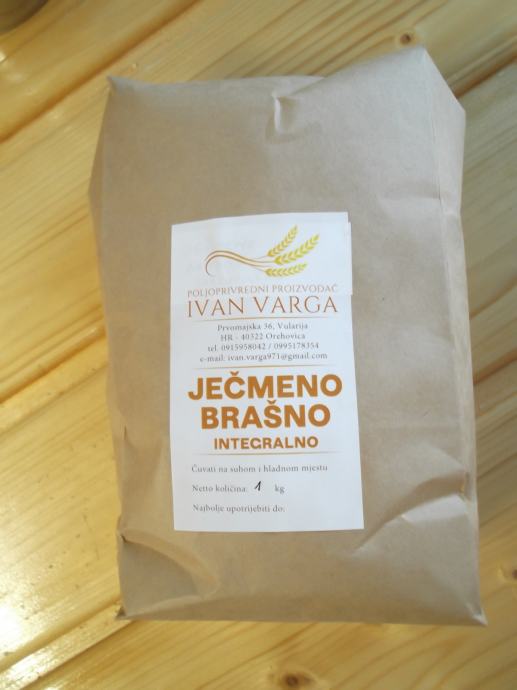 POLJOPRIVREDNI PROIZVOĐAČ
IVAN VARGA
Prvomajska 36, Vularija
HR - 40322 Orehovica
tel. 0915958042 / 0995178354
e-mail: ivan.varga971@gmail.com
JEČMENO
BRAŠNO
INTEGRALNO
Čuvati na suhom i hladnom mjestu
Netto količina: 1 kg
Najbolje upotrijebiti do: